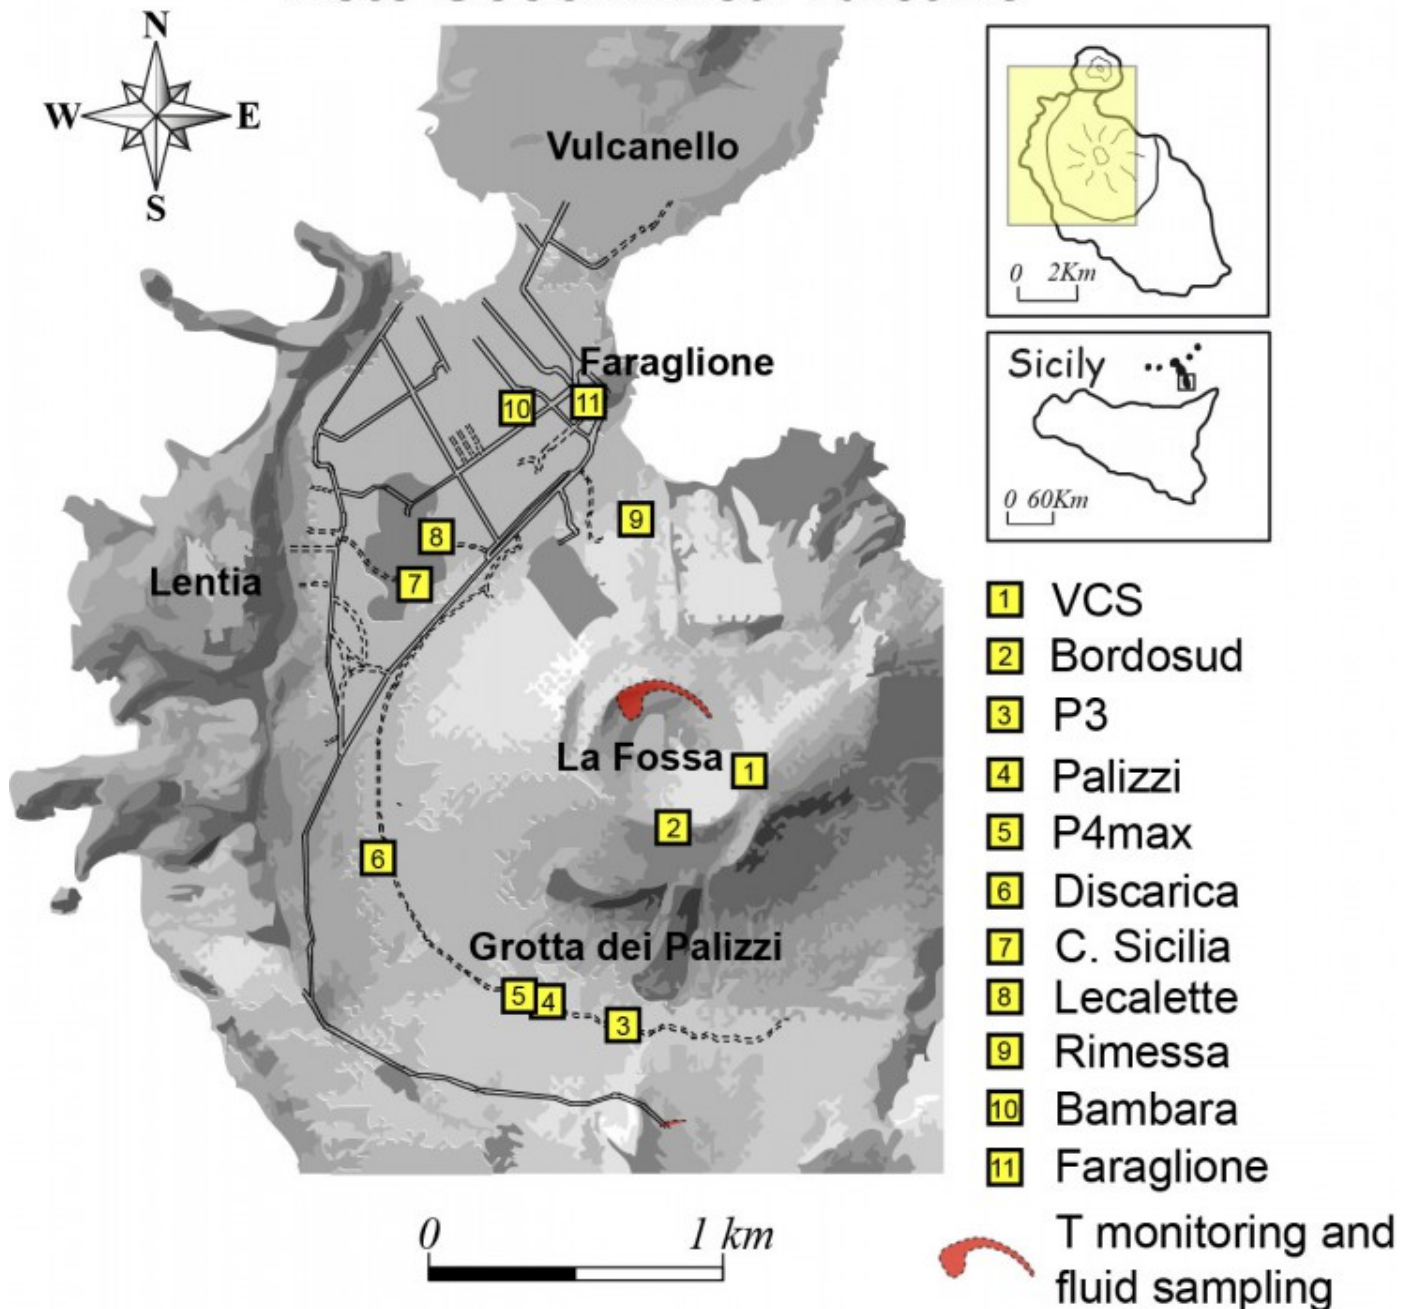 N
W
E
S
Vulcanello
Faraglione
10
11
9
8
7
Lentia
La Fossa
1
2
6
Grotta dei Palizzi
5
4
3
0
1 km
0
2Km
Sicily
0
60Km
1 VCS
2 Bordosud
3 P3
4 Palizzi
5 P4max
6 Discarica
7 C. Sicilia
8 Lecalette
9 Rimessa
10 Bambara
11 Faraglione
T monitoring and
fluid sampling